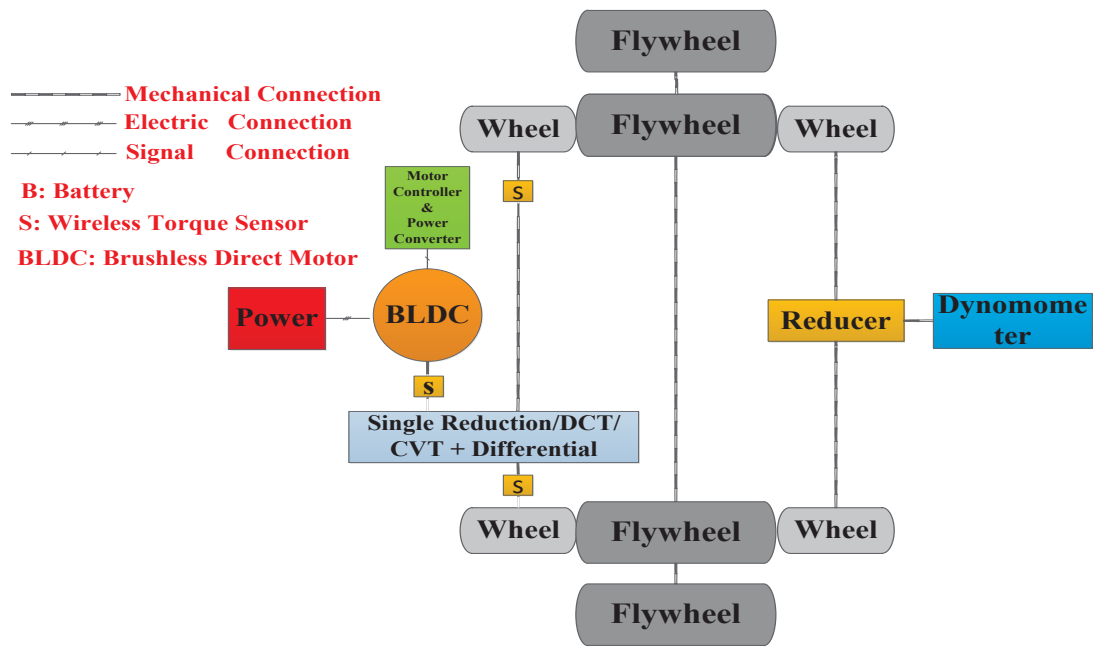 Flywheel
Mechanical Connection
Electric Connection
Signal Connection
Wheel
Flywheel
Wheel
B: Battery
S: Wireless Torque Sensor
BLDC: Brushless Direct Motor
Motor
Controller
&
Power
Converter
S
Power
BLDC
Reducer
Dynomome
ter
s
Single Reduction/DCT/
CVT + Differential
S
Wheel
Flywheel
Wheel
Flywheel